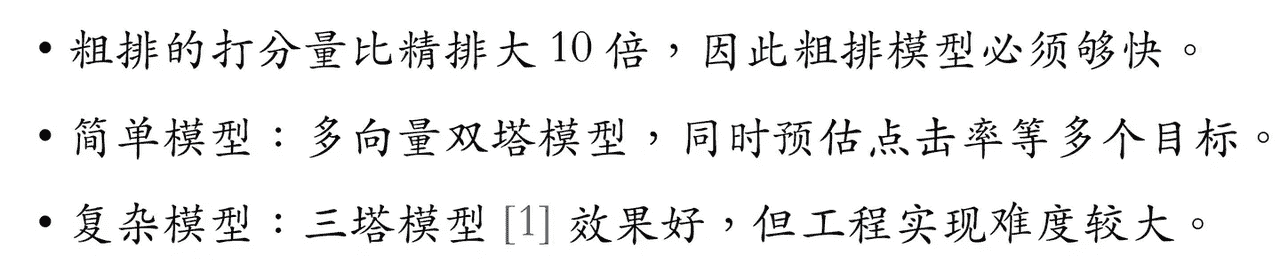 • 粗排的打分量比精排大 10 倍，因此粗排模型必须够快。
• 简单模型：多向量双塔模型，同时预估点击率等多个目标。
• 复杂模型：三塔模型 [1] 效果好，但工程实现难度较大。